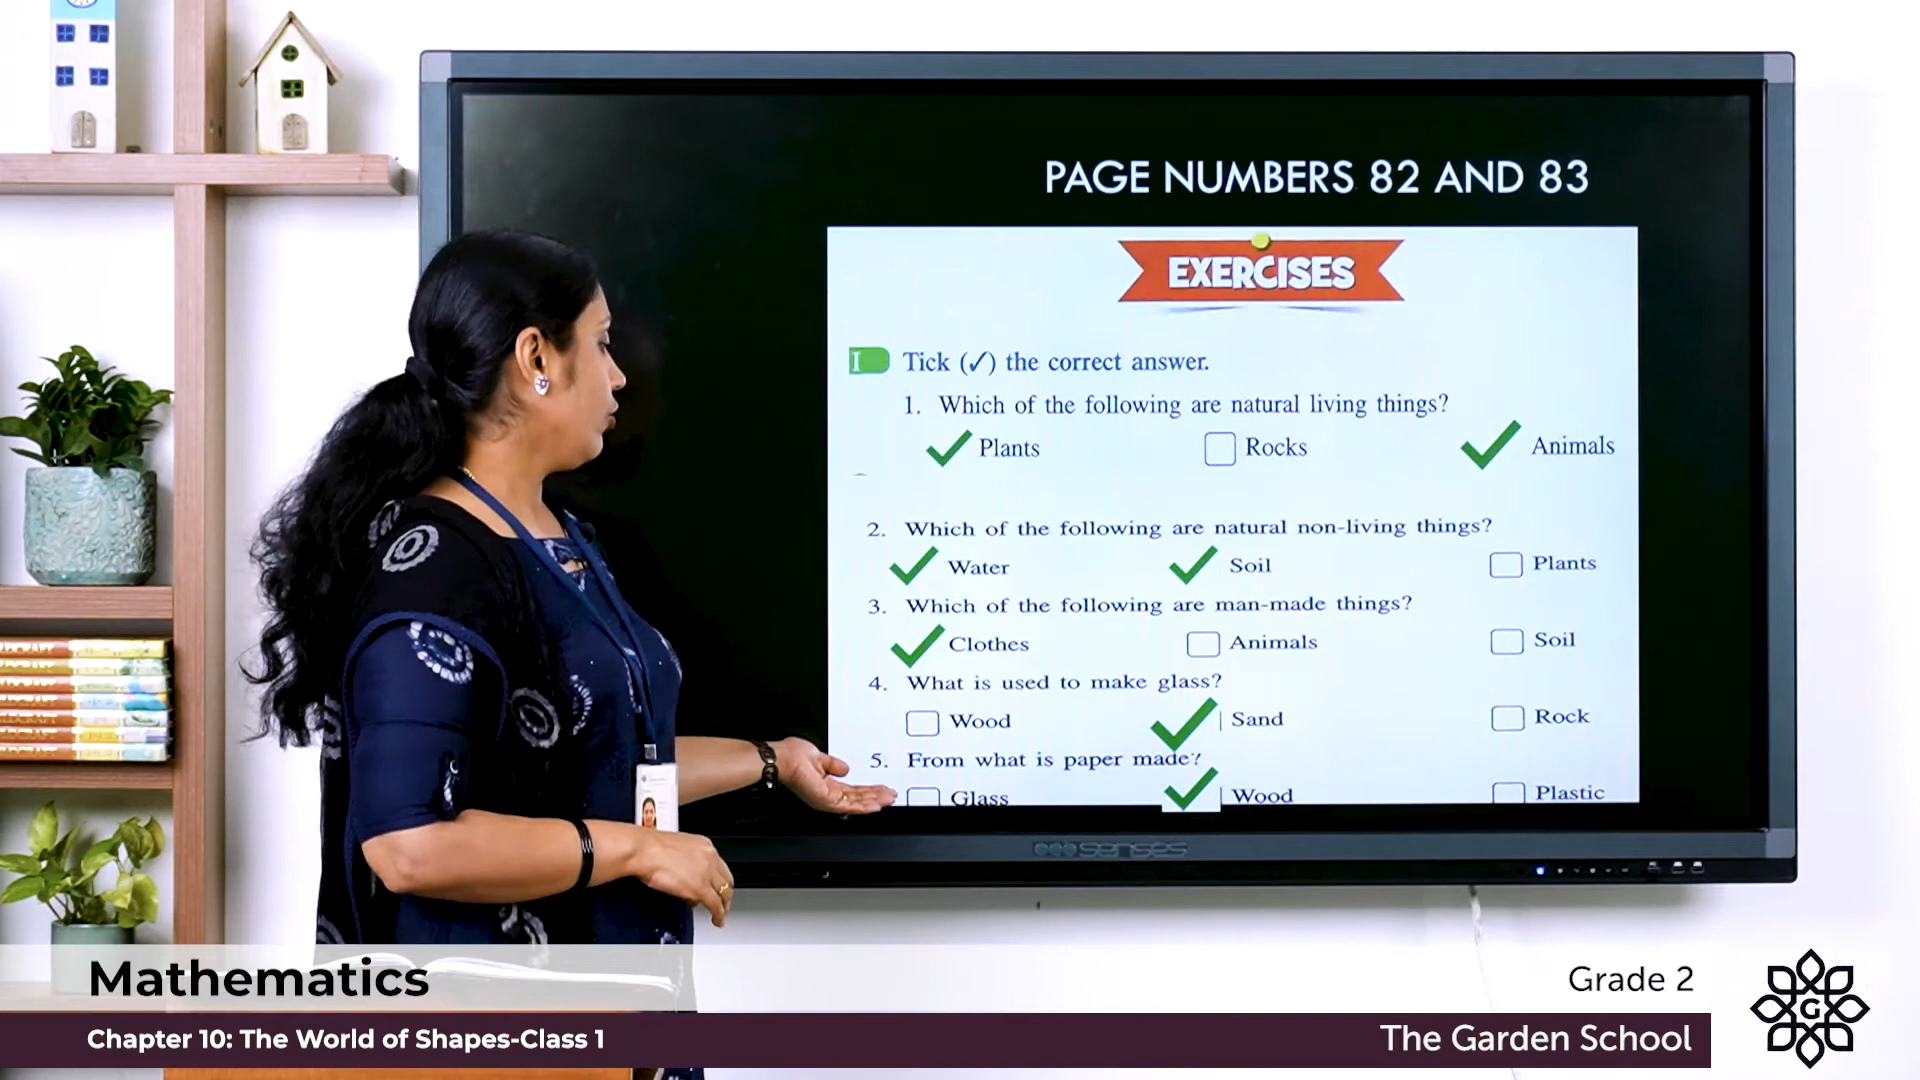 PAGE NUMBERS 82 AND 83
EXERCISES
I Tick (✓) the correct answer.
1. Which of the following are natural living things?
Plants Rocks Animals
2. Which of the following are natural non-living things?
Water Soil Plants
3. Which of the following are man-made things?
Clothes Animals Soil
4. What is used to make glass?
Wood Sand Rock
5. From what is paper made?
Glass Wood Plastic
senses
Mathematics
Grade 2
Chapter 10: The World of Shapes-Class 1
The Garden School
G